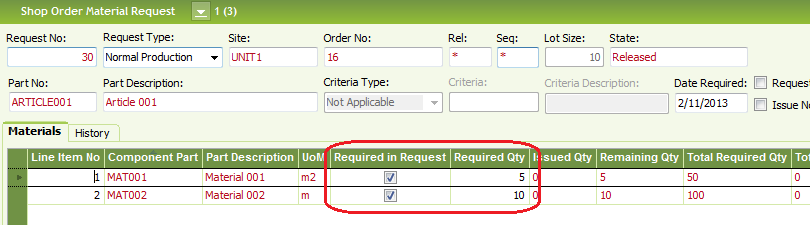 Shop Order Material Request 1 (3)
Request No: Request Type: Site: Order No: Rel: Seq: Lot Size: State:
30 Normal Production UNIT1 16 * * 10 Released
Part No: Part Description: Criteria Type: Criteria: Criteria Description: Date Required: Request
ARTICLE001 Article 001 Not Applicable 2/11/2013 Issue No
Materials History
Line Item No Component Part Part Description UoM Required in Request Required Qty Issued Qty Remaining Qty Total Required Qty Tot
1 MAT001 Material 001 m2 5 0 5 50 0
2 MAT002 Material 002 m 10 0 10 100 0